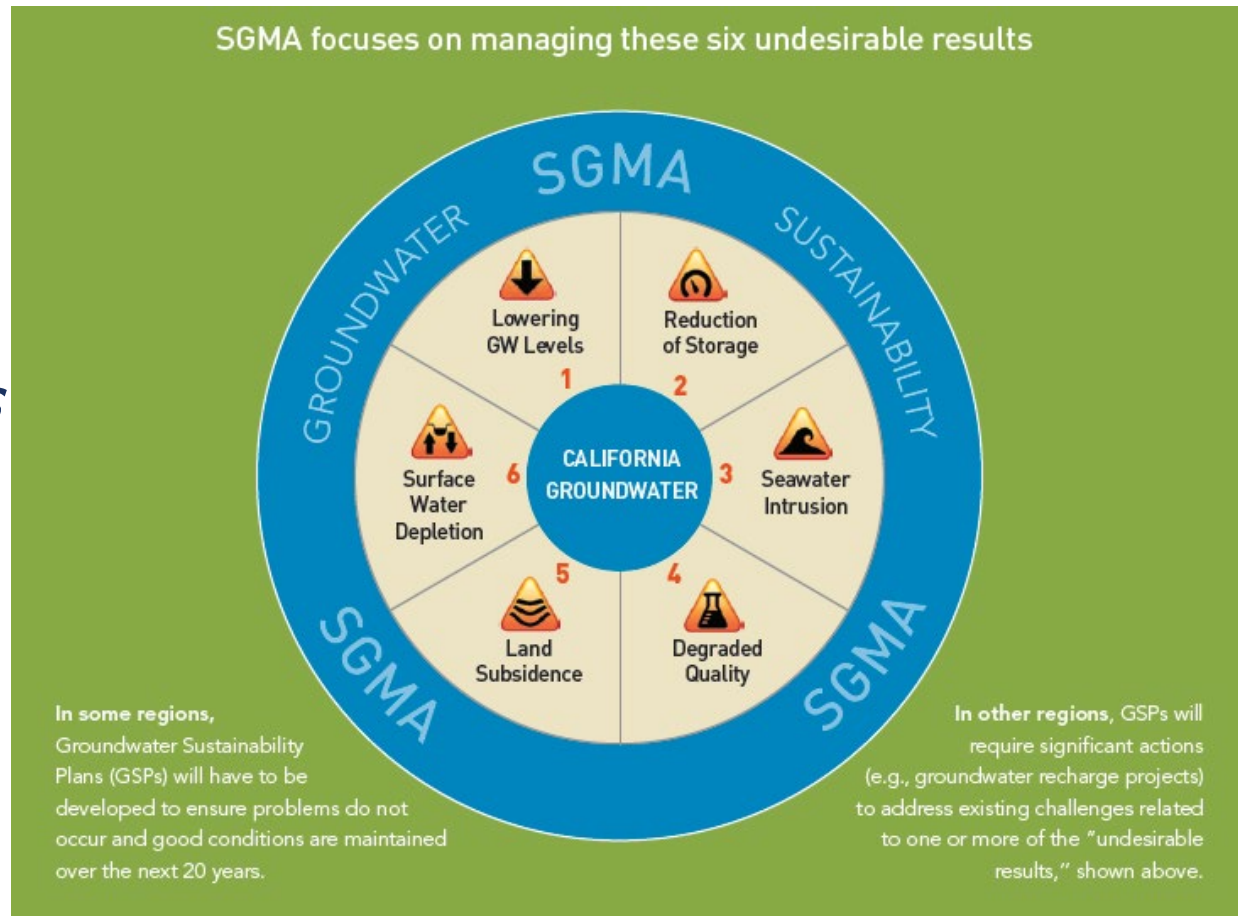 SGMA focuses on managing these six undesirable results
SGMA
GROUNDWATER
SUSTAINABILITY
Lowering
GW Levels
1
Reduction
of Storage
2
Seawater
Intrusion
3
Degraded
Quality
4
Land
Subsidence
5
Surface
Water
Depletion
6
CALIFORNIA
GROUNDWATER
SGMA
SGMA
In some regions,
Groundwater Sustainability
Plans (GSPs) will have to be
developed to ensure problems do not
occur and good conditions are maintained
over the next 20 years.
In other regions, GSPs will
require significant actions
(e.g., groundwater recharge projects)
to address existing challenges related
to one or more of the "undesirable
results," shown above.